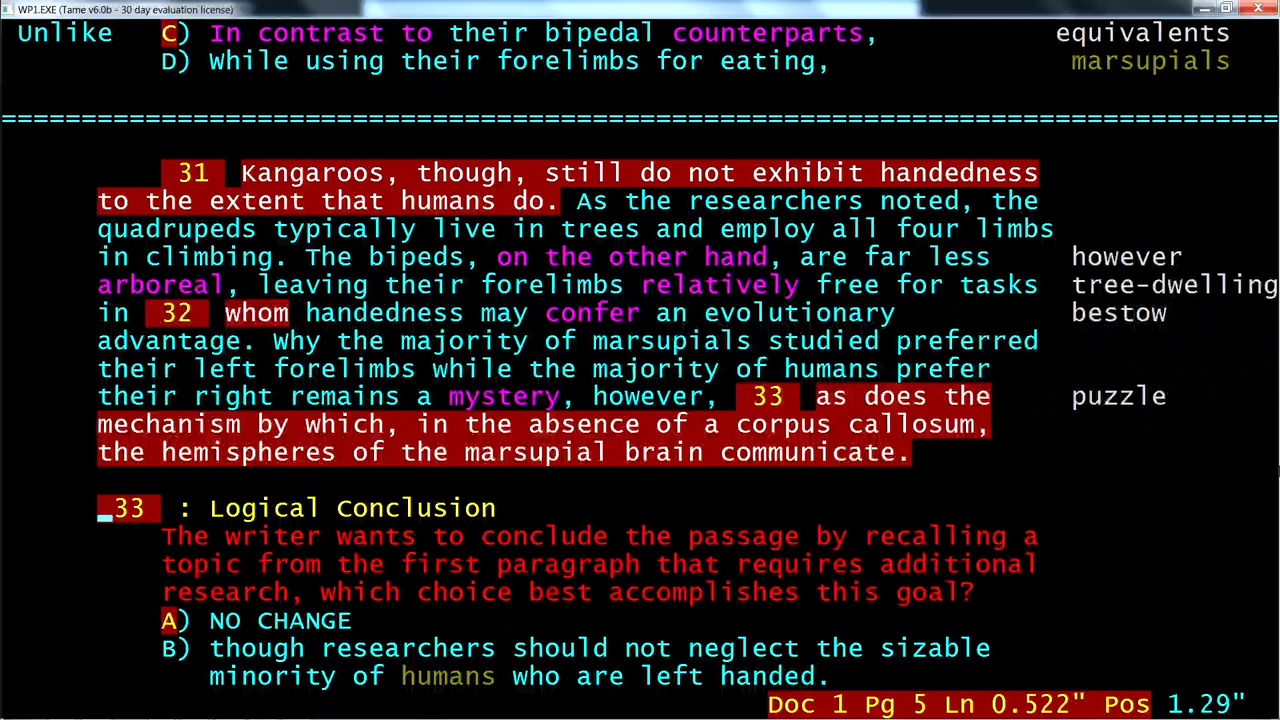 WP1.EXE (Tame v6.0b - 30 day evaluation license)
Unlike C) In contrast to their bipedal counterparts, equivalents
D) While using their forelimbs for eating, marsupials
================================================================================
31 Kangaroos, though, still do not exhibit handedness
to the extent that humans do. As the researchers noted, the
quadrupeds typically live in trees and employ all four limbs
in climbing. The bipeds, on the other hand, are far less however
arboreal, leaving their forelimbs relatively free for tasks tree-dwelling
in 32 whom handedness may confer an evolutionary bestow
advantage. Why the majority of marsupials studied preferred
their left forelimbs while the majority of humans prefer
their right remains a mystery, however, 33 as does the puzzle
mechanism by which, in the absence of a corpus callosum,
the hemispheres of the marsupial brain communicate.
33 : Logical Conclusion
The writer wants to conclude the passage by recalling a
topic from the first paragraph that requires additional
research, which choice best accomplishes this goal?
A) NO CHANGE
B) though researchers should not neglect the sizable
minority of humans who are left handed.
Doc 1 Pg 5 Ln 0.522" Pos 1.29"